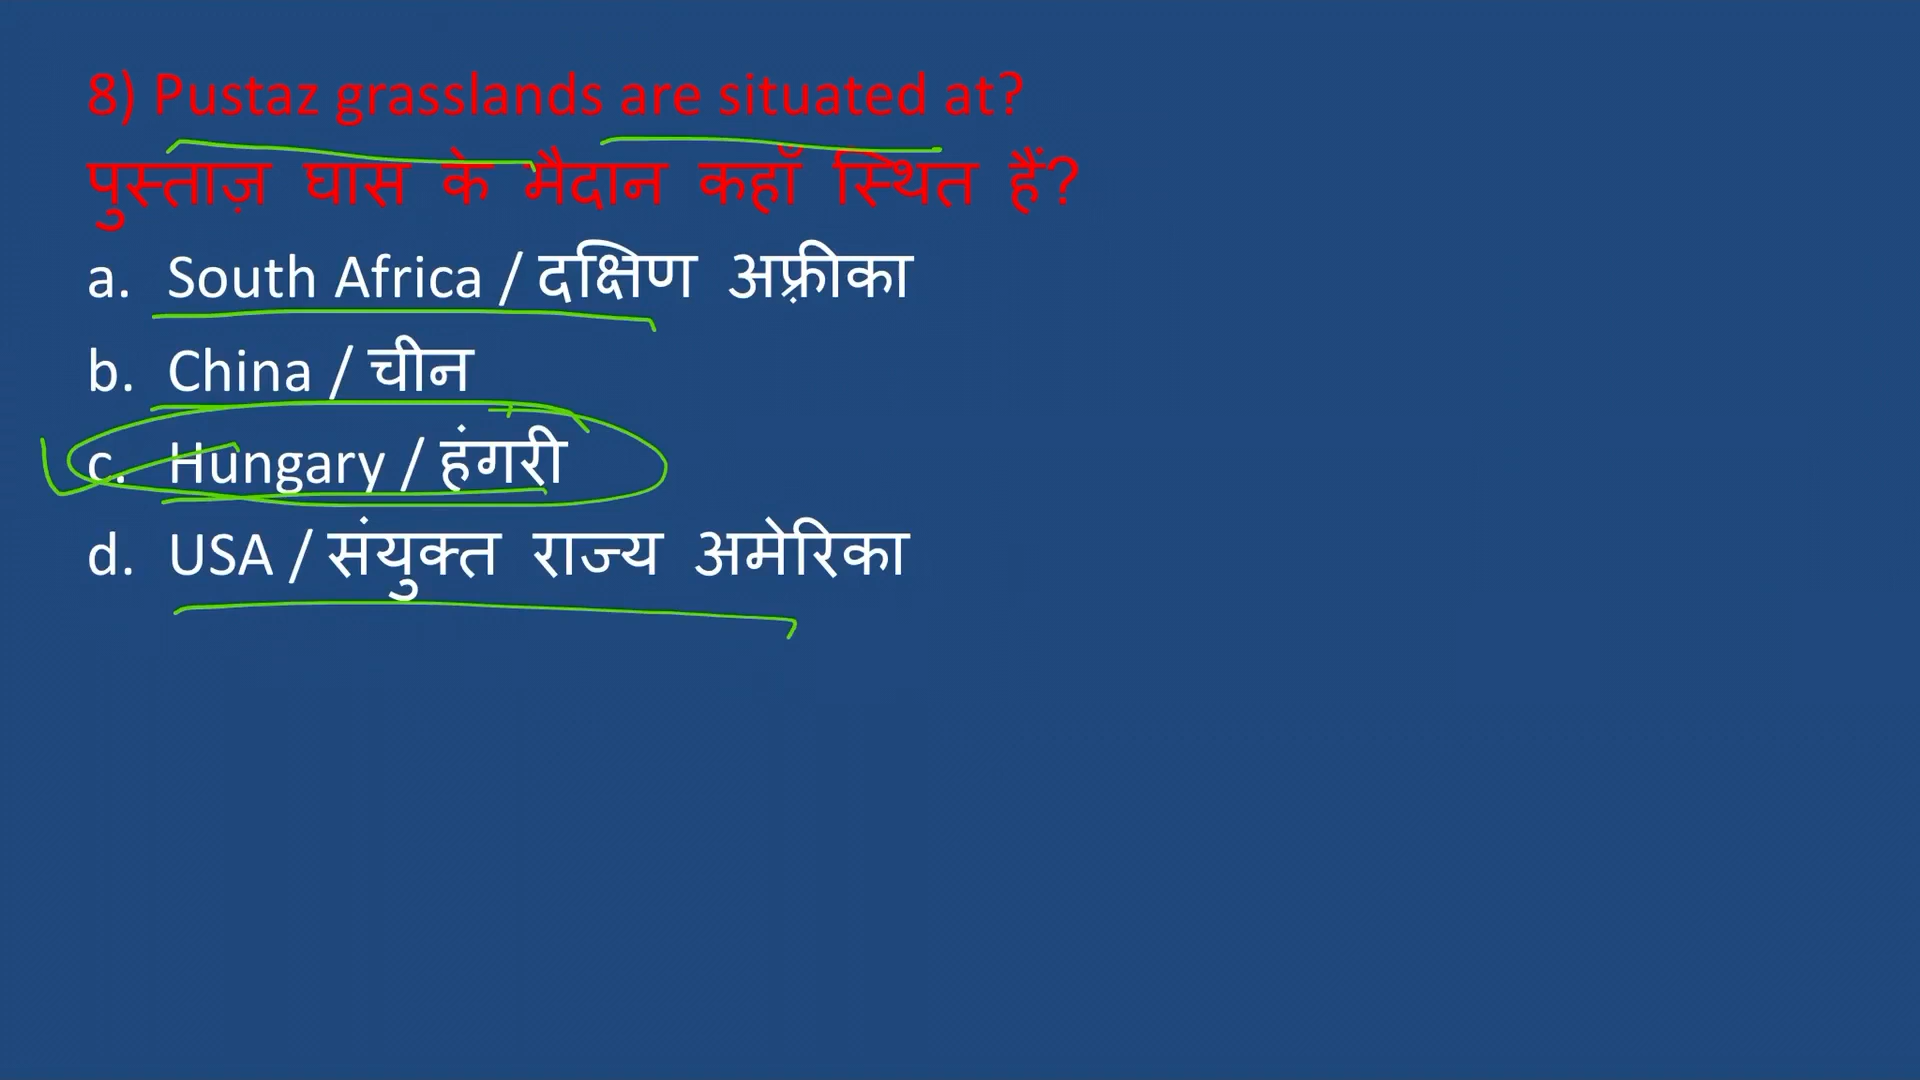 8) Pustaz grasslands are situated at?
पुस्ताज़ घास के मैदान कहाँ स्थित हैं?
a. South Africa / दक्षिण अफ़्रीका
b. China / चीन
c. Hungary / हंगरी
d. USA / संयुक्त राज्य अमेरिका